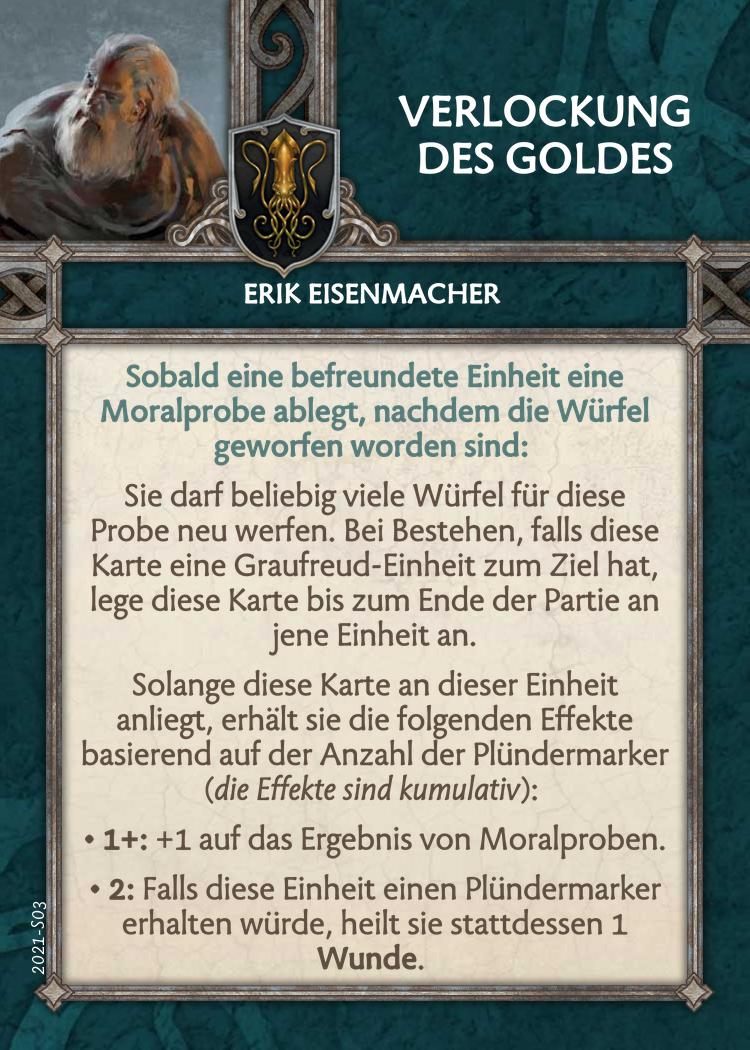 VERLOCKUNG
DES GOLDES
ERIK EISENMACHER
Sobald eine befreundete Einheit eine
Moralprobe ablegt, nachdem die Würfel
geworfen worden sind:
Sie darf beliebig viele Würfel für diese
Probe neu werfen. Bei Bestehen, falls diese
Karte eine Graufreud-Einheit zum Ziel hat,
lege diese Karte bis zum Ende der Partie an
jene Einheit an.
Solange diese Karte an dieser Einheit
anliegt, erhält sie die folgenden Effekte
basierend auf der Anzahl der Plündermarker
(die Effekte sind kumulativ):
• 1+: +1 auf das Ergebnis von Moralproben.
• 2: Falls diese Einheit einen Plündermarker
erhalten würde, heilt sie stattdessen 1
Wunde.
2021-S03